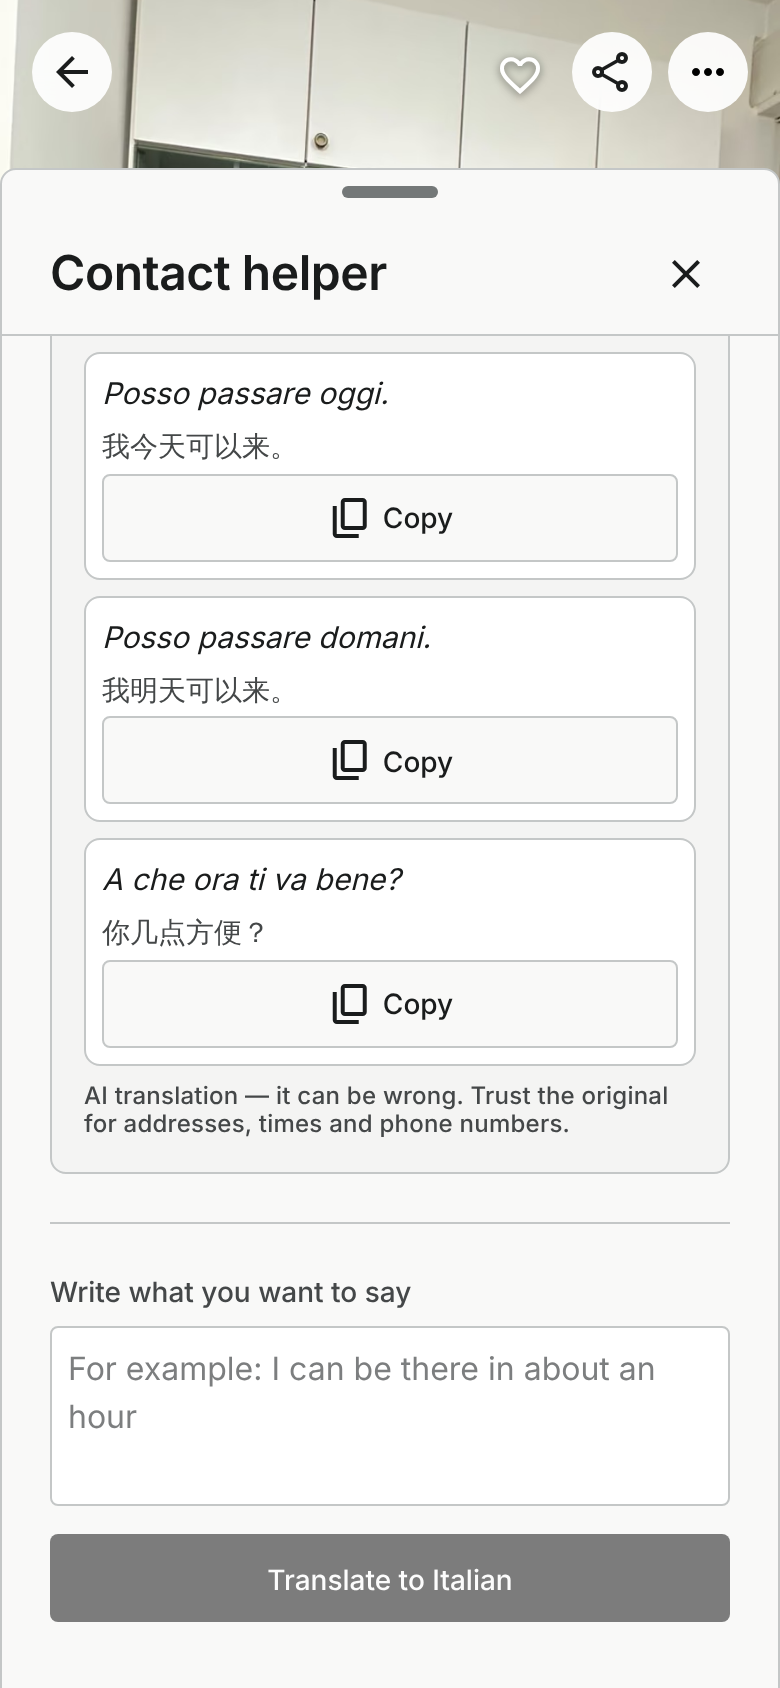 Contact helper
Posso passare oggi.
我今天可以来。
Copy
Posso passare domani.
我明天可以来。
Copy
A che ora ti va bene?
你几点方便？
Copy
AI translation — it can be wrong. Trust the original
for addresses, times and phone numbers.
Write what you want to say
For example: I can be there in about an
hour
Translate to Italian